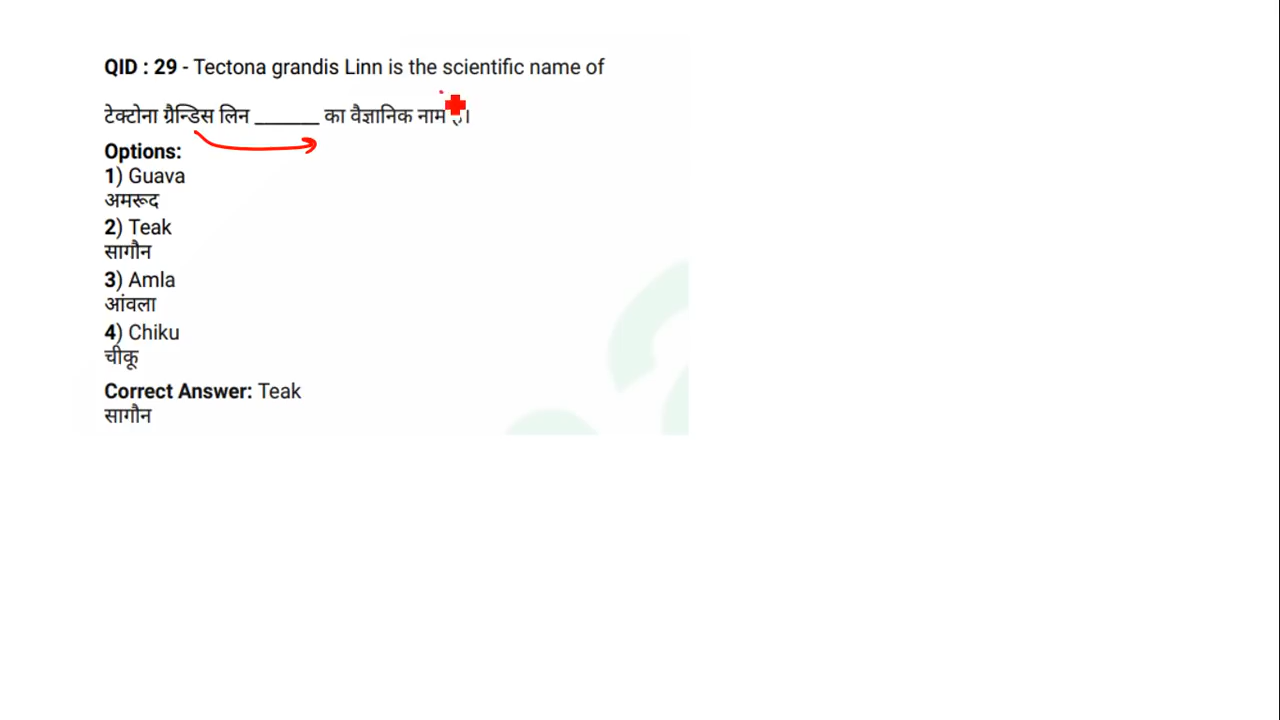 QID : 29 - Tectona grandis Linn is the scientific name of
टेक्टोना ग्रैन्डिस लिन _______ का वैज्ञानिक नाम
Options:
1) Guava
अमरूद
2) Teak
सागौन
3) Amla
आंवला
4) Chiku
चीकू
Correct Answer: Teak
सागौन